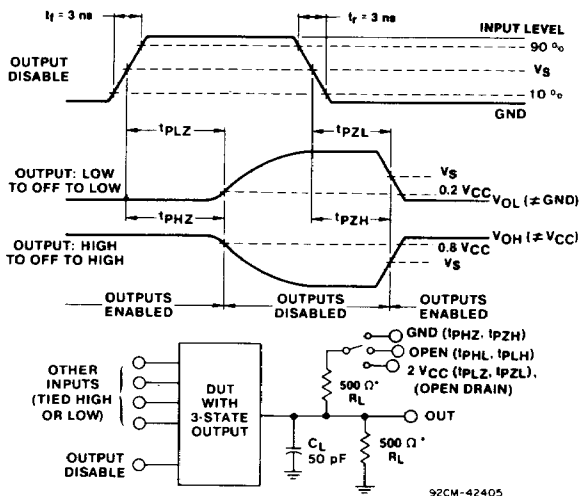 tf = 3 ns
tr = 3 ns
INPUT LEVEL
90 %
OUTPUT
DISABLE
VS
10 %
GND
tPLZ
tPZL
OUTPUT: LOW
TO OFF TO LOW
VS
0.2 VCC
VOL (≠ GND)
tPHZ
tPZH
OUTPUT: HIGH
TO OFF TO HIGH
VOH (≠ VCC)
0.8 VCC
VS
OUTPUTS
ENABLED
OUTPUTS
DISABLED
OUTPUTS
ENABLED
GND (tPHZ, tPZH)
OPEN (tPHL, tPLH)
2 VCC (tPLZ, tPZL),
(OPEN DRAIN)
OTHER
INPUTS
(TIED HIGH
OR LOW)
DUT
WITH
3-STATE
OUTPUT
500 Ω*
RL
OUT
OUTPUT
DISABLE
CL
50 pF
500 Ω*
RL
92CM-42405